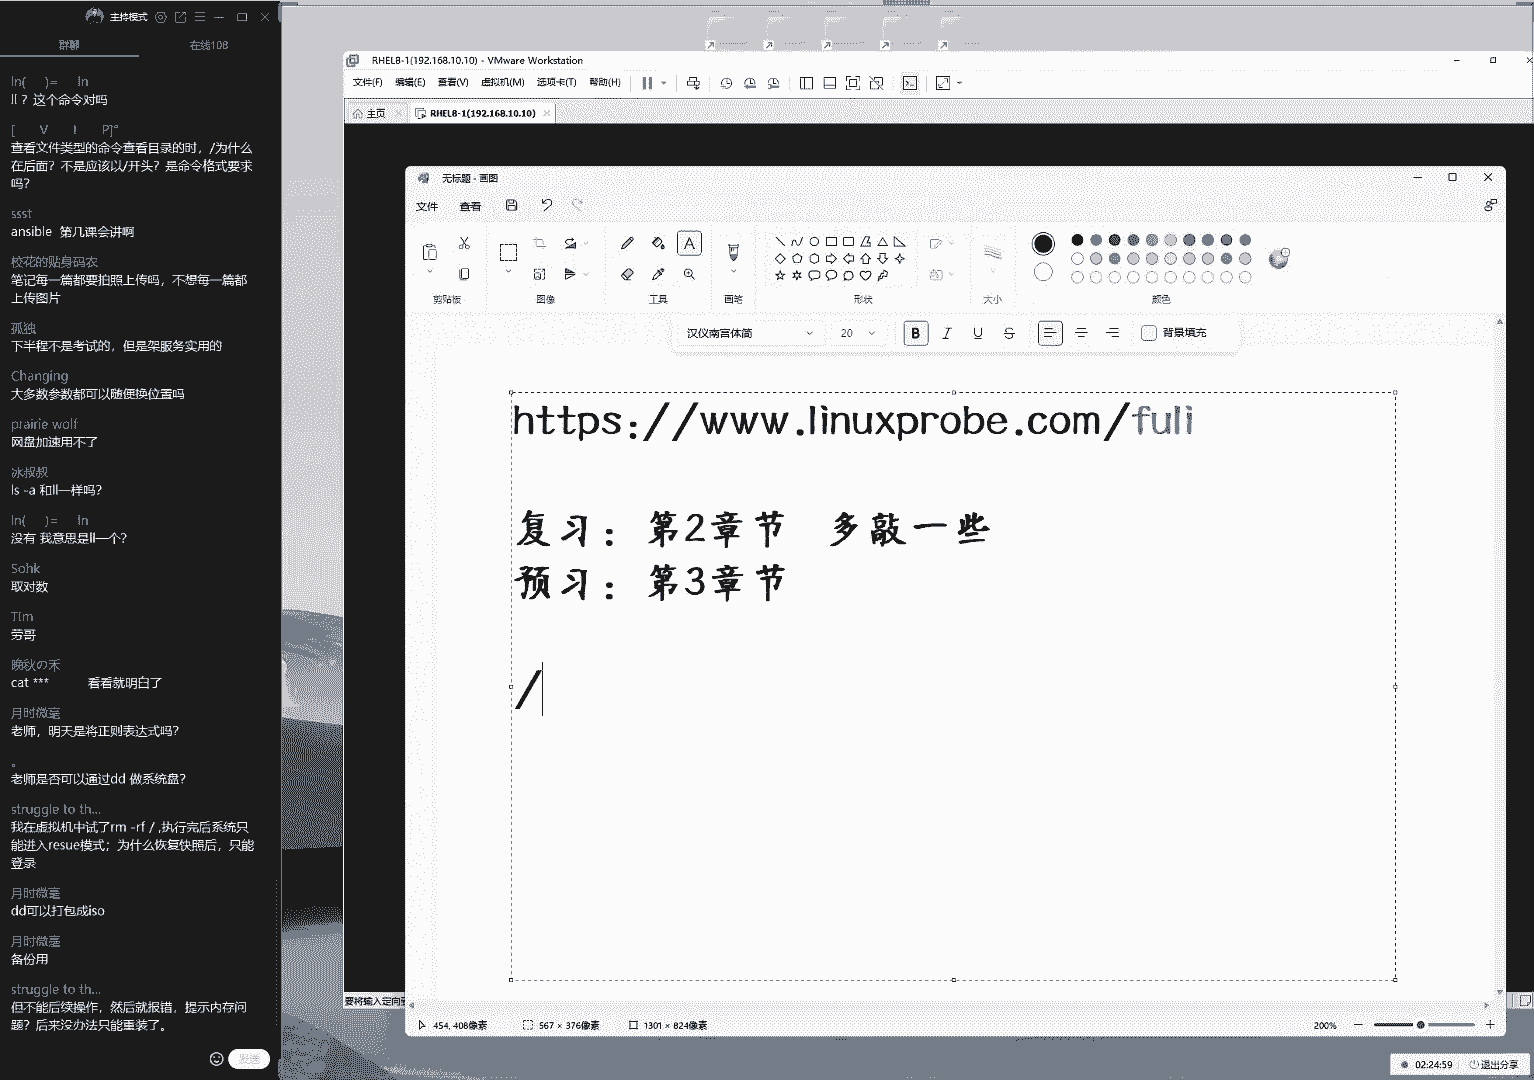 主持模式
群聊
在线108
ln( )= ln
ll ? 这个命令对吗
[ V ! P]°
查看文件类型的命令查看目录的时，/为什么
在后面？不是应该以/开头？是命令格式要求
吗？
ssst
ansible 第几课会讲啊
校花的贴身码农
笔记每一篇都要拍照上传吗，不想每一篇都
上传图片
孤独
下半程不是考试的，但是架服务实用的
Changing
大多数参数都可以随便换位置吗
prairie wolf
网盘加速用不了
冰叔叔
ls -a 和ll一样吗?
ln( )= ln
没有 我意思是ll一个?
Sohk
取对数
TIm
劳哥
晚秋の禾
cat *** 看看就明白了
月时微毫
老师，明天是将正则表达式吗?
。
老师是否可以通过dd 做系统盘?
struggle to th...
我在虚拟机中试了rm -rf / ,执行完后系统只
能进入resue模式；为什么恢复快照后，只能
登录
月时微毫
dd可以打包成iso
月时微毫
备份用
struggle to th...
但不能后续操作，然后就报错，提示内存问
题？后来没办法只能重装了。
发送
RHEL8-1(192.168.10.10) - VMware Workstation
文件(F) 编辑(E) 查看(V) 虚拟机(M) 选项卡(T) 帮助(H)
主页 RHEL8-1(192.168.10.10)
无标题 - 画图
文件 查看
剪贴板 图像 工具 画笔 形状 大小 颜色
汉仪南宫体简 20 B I U S 背景填充
https://www.linuxprobe.com/fuli
复习：第2章节 多敲一些
预习：第3章节
/
要将输入定向到
454, 408像素 567 × 376像素 1301 × 824像素 200%
02:24:59 退出分享